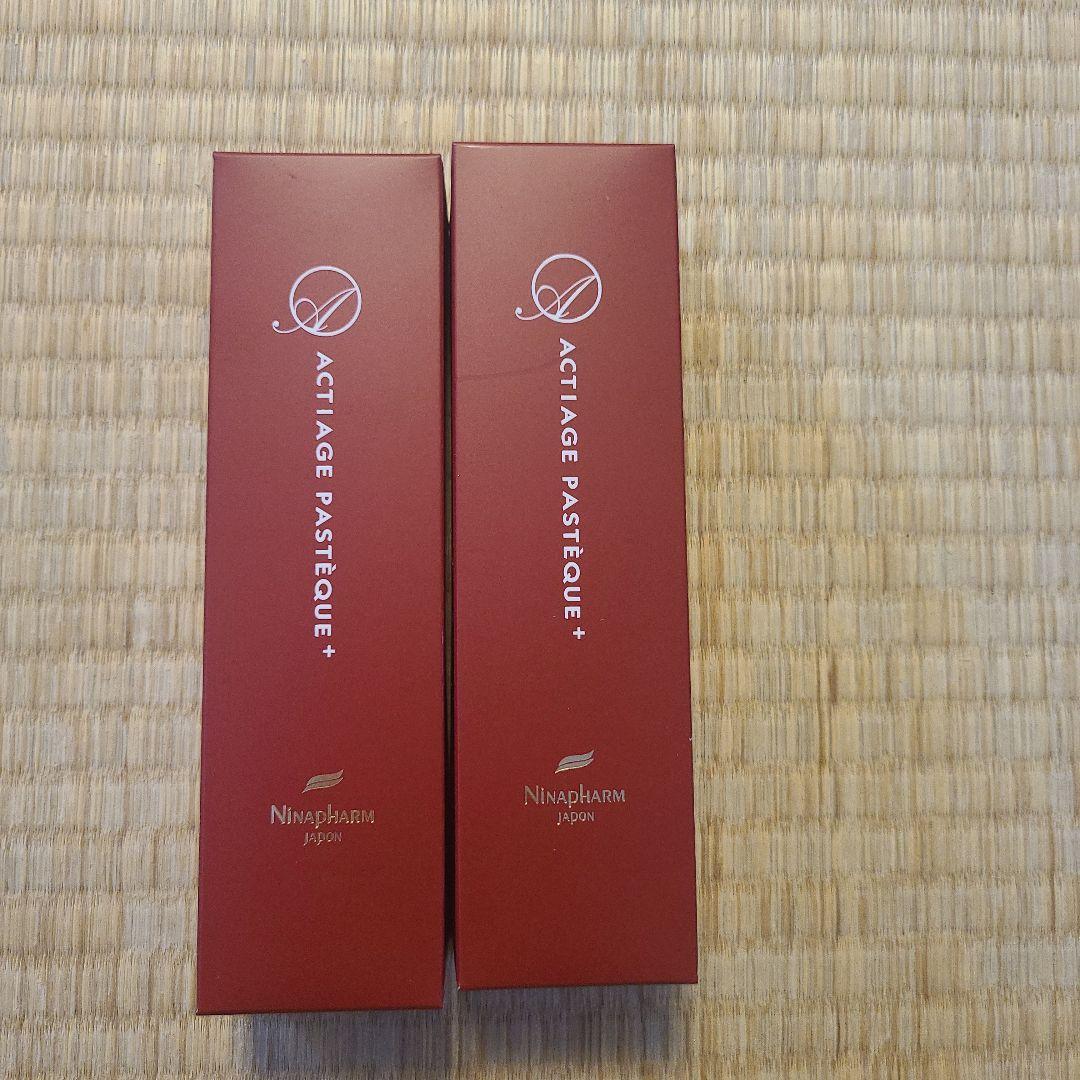 A
ACTIAGE PASTÈQUE+
NINAPHARM
JAPON
A
ACTIAGE PASTÈQUE+
NINAPHARM
JAPON